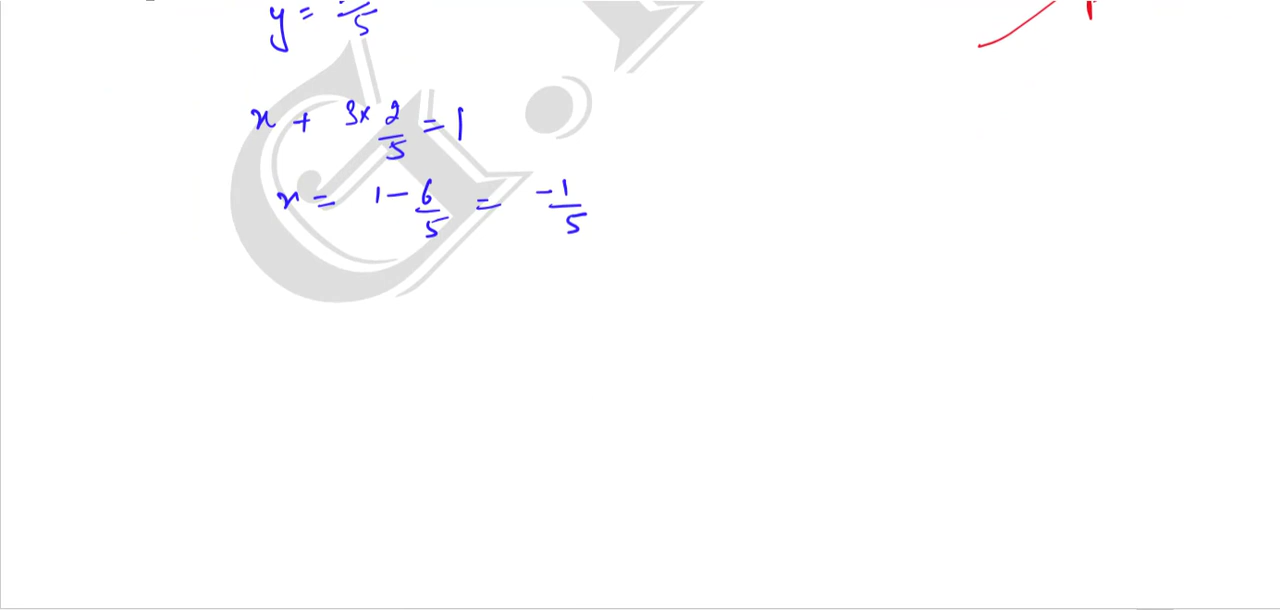 y = /5
x + 3 × 2/5 = 1
x = 1 - 6/5 = -1/5